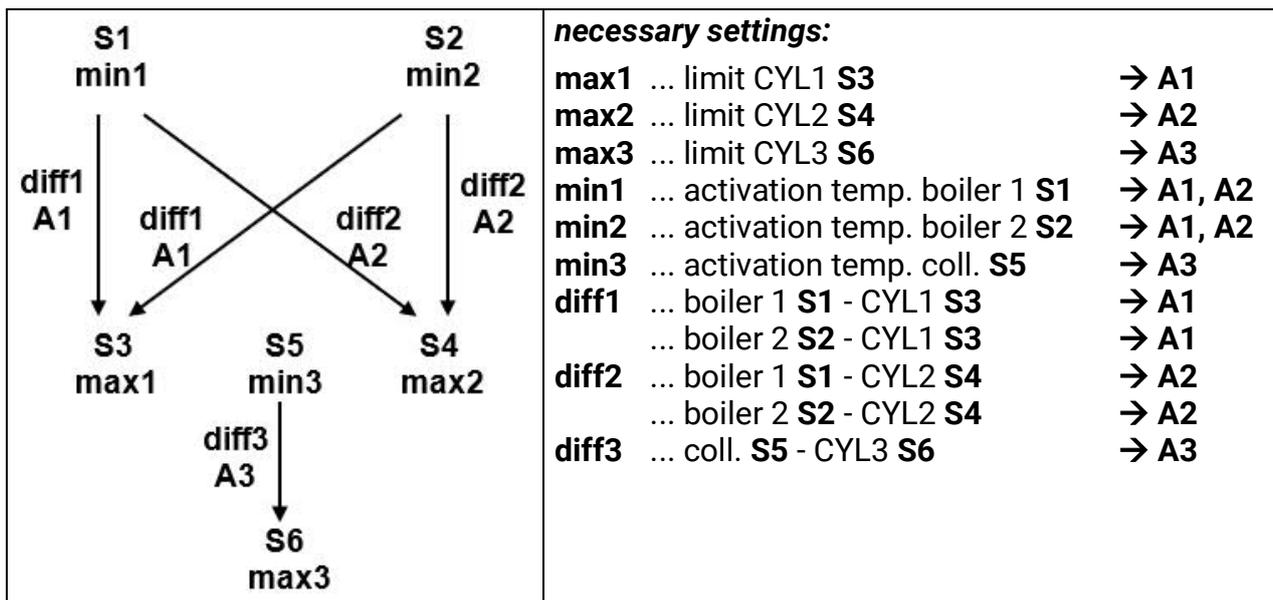 S1
min1
S2
min2
diff1
A1
diff1
A1
diff2
A2
diff2
A2
S3
max1
S5
min3
S4
max2
diff3
A3
S6
max3
necessary settings:
max1 ... limit CYL1 S3 → A1
max2 ... limit CYL2 S4 → A2
max3 ... limit CYL3 S6 → A3
min1 ... activation temp. boiler 1 S1 → A1, A2
min2 ... activation temp. boiler 2 S2 → A1, A2
min3 ... activation temp. coll. S5 → A3
diff1 ... boiler 1 S1 - CYL1 S3 → A1
... boiler 2 S2 - CYL1 S3 → A1
diff2 ... boiler 1 S1 - CYL2 S4 → A2
... boiler 2 S2 - CYL2 S4 → A2
diff3 ... coll. S5 - CYL3 S6 → A3